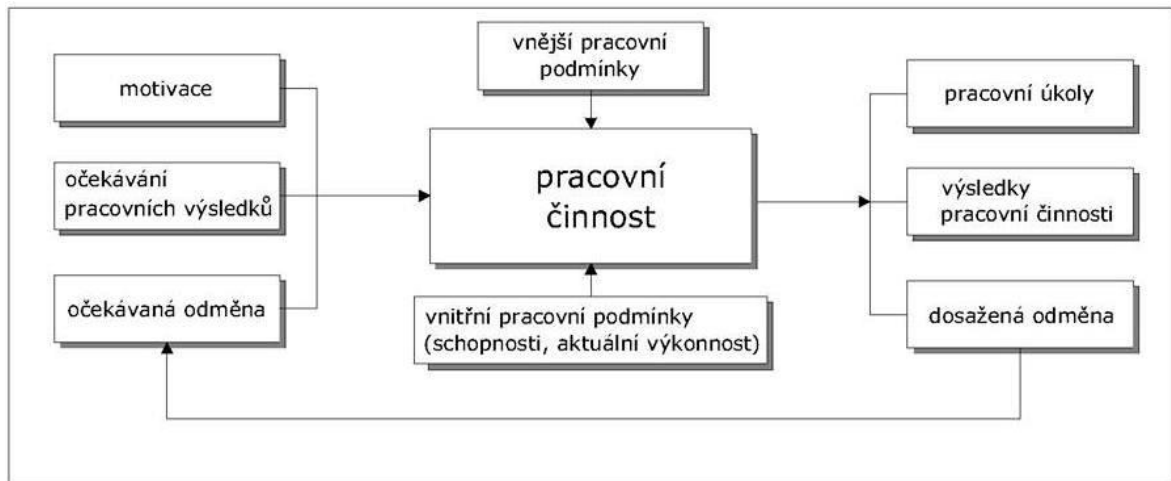 motivace
očekávání
pracovních výsledků
očekávaná odměna
vnější pracovní
podmínky
pracovní
činnost
vnitřní pracovní podmínky
(schopnosti, aktuální výkonnost)
pracovní úkoly
výsledky
pracovní činnosti
dosažená odměna